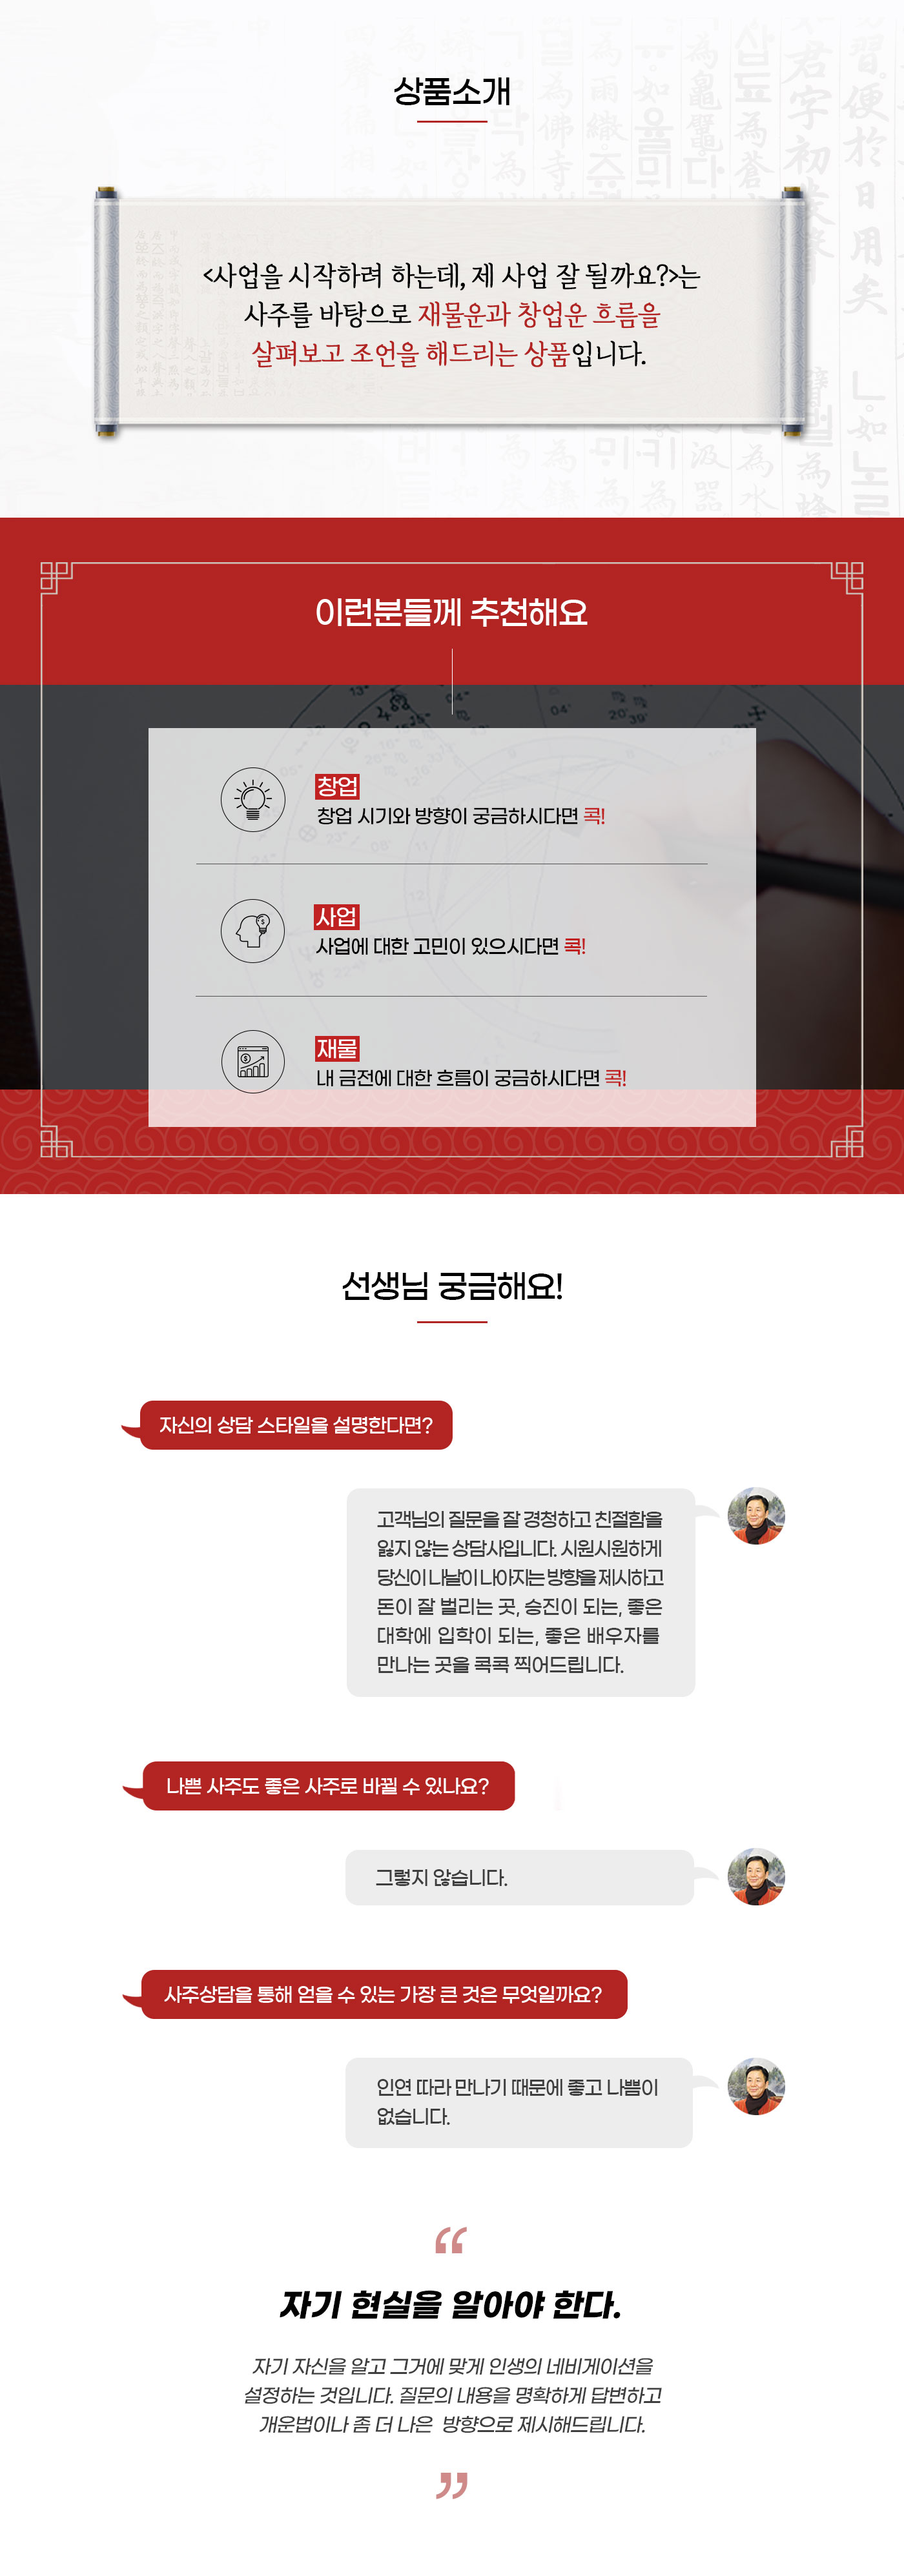 상품소개
<사업을 시작하려 하는데, 제 사업 잘 될까요?>는
사주를 바탕으로 재물운과 창업운 흐름을
살펴보고 조언을 해드리는 상품입니다.
이런분들께 추천해요
창업
창업 시기와 방향이 궁금하시다면 콕!
사업
사업에 대한 고민이 있으시다면 콕!
재물
내 금전에 대한 흐름이 궁금하시다면 콕!
선생님 궁금해요!
자신의 상담 스타일을 설명한다면?
고객님의 질문을 잘 경청하고 친절함을
잃지 않는 상담사입니다. 시원시원하게
당신이 나날이 나아지는 방향을 제시하고
돈이 잘 벌리는 곳, 승진이 되는, 좋은
대학에 입학이 되는, 좋은 배우자를
만나는 곳을 콕콕 찍어드립니다.
나쁜 사주도 좋은 사주로 바뀔 수 있나요?
그렇지 않습니다.
사주상담을 통해 얻을 수 있는 가장 큰 것은 무엇일까요?
인연 따라 만나기 때문에 좋고 나쁨이
없습니다.
“
자기 현실을 알아야 한다.
자기 자신을 알고 그거에 맞게 인생의 네비게이션을
설정하는 것입니다. 질문의 내용을 명확하게 답변하고
개운법이나 좀 더 나은 방향으로 제시해드립니다.
”